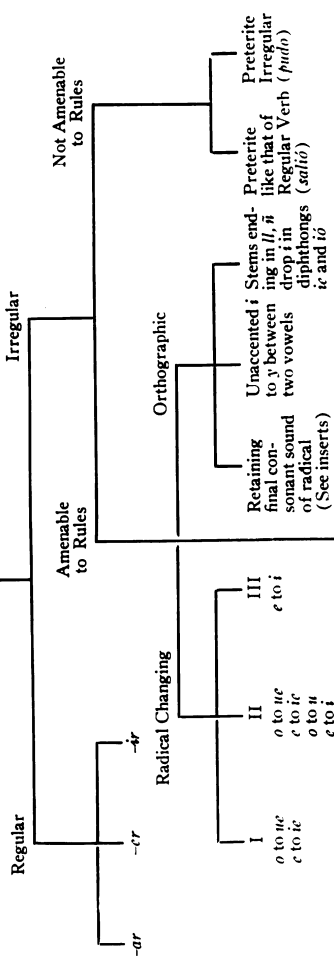 Regular
Irregular
-ar
-er
-ir
Amenable
to Rules
Not Amenable
to Rules
Radical Changing
Orthographic
I
o to ue
e to ie
II
o to ue
e to ie
o to u
e to i
III
e to i
Retaining
final con-
sonant sound
of radical
(See inserts)
Unaccented i
to y between
two vowels
Stems end-
ing in ll, ñ
drop i in
diphthongs
ie and ió
Preterite
like that of
Regular Verb
(salió)
Preterite
Irregular
(pudo)